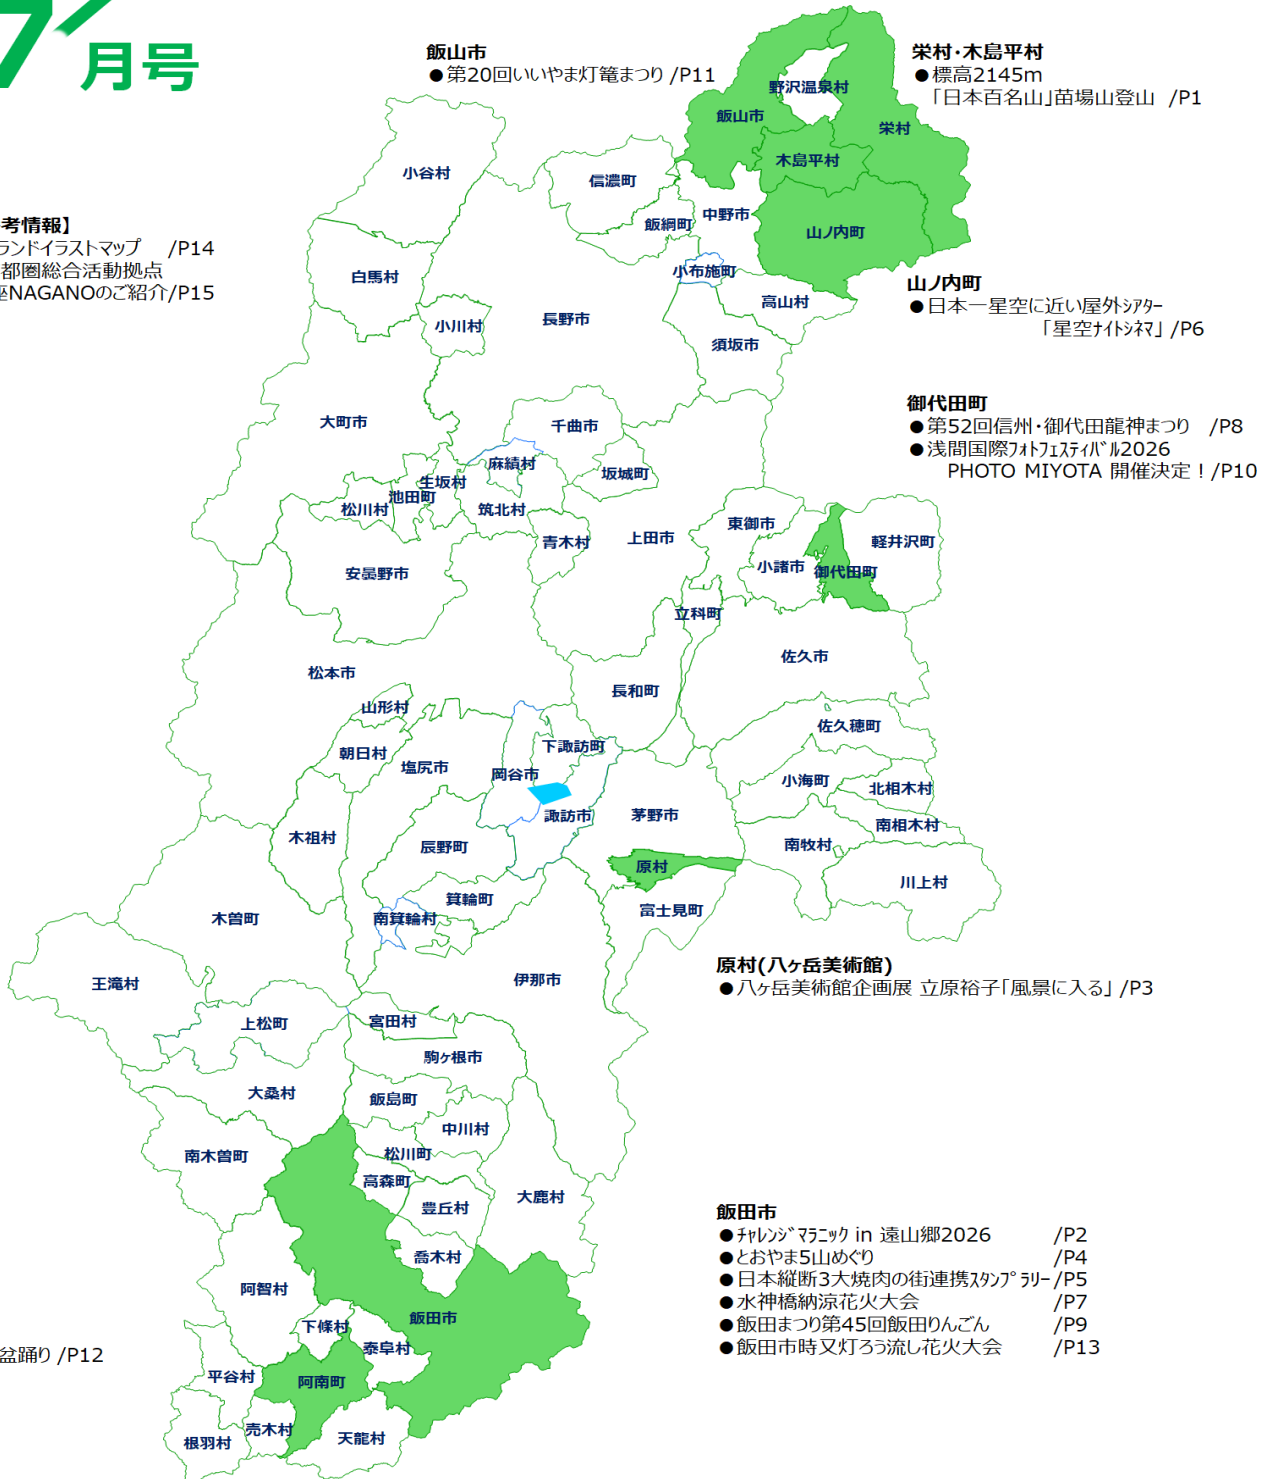 7月号
飯山市
●第20回いいやま灯篭まつり /P11
栄村・木島平村
●標高2145m
「日本百名山」苗場山登山 /P1
考情報】
ランドイラストマップ /P14
都圏総合活動拠点
座NAGANOのご紹介/P15
山ノ内町
●日本一星空に近い屋外シアター
「星空ナイトシネマ」 /P6
御代田町
●第52回信州・御代田龍神まつり /P8
●浅間国際フォトフェスティバル2026
PHOTO MIYOTA 開催決定！/P10
原村(八ヶ岳美術館)
●八ヶ岳美術館企画展 立原裕子「風景に入る」 /P3
飯田市
●チャレンジマラニック in 遠山郷2026 /P2
●とおやま5山めぐり /P4
●日本縦断3大焼肉の街連携スタンプラリー/P5
●水神橋納涼花火大会 /P7
●飯田まつり第45回飯田りんごん /P9
●飯田市時又灯ろう流し花火大会 /P13
盆踊り /P12
野沢温泉村
飯山市
栄村
木島平村
山ノ内町
小谷村
信濃町
飯綱町
中野市
白馬村
小布施町
高山村
小川村
長野市
須坂市
大町市
千曲市
麻績村
坂城町
生坂村
池田町
松川村
筑北村
青木村
上田市
東御市
軽井沢町
小諸市
御代田町
安曇野市
立科町
佐久市
松本市
長和町
山形村
佐久穂町
朝日村
塩尻市
下諏訪町
岡谷市
小海町
北相木村
諏訪市
茅野市
南相木村
木祖村
辰野町
南牧村
原村
川上村
箕輪町
富士見町
南箕輪村
木曽町
王滝村
伊那市
上松町
宮田村
駒ヶ根市
大桑村
飯島町
中川村
南木曽町
松川町
高森町
大鹿村
豊丘村
喬木村
阿智村
飯田市
下條村
泰阜村
平谷村
阿南町
売木村
天龍村
根羽村